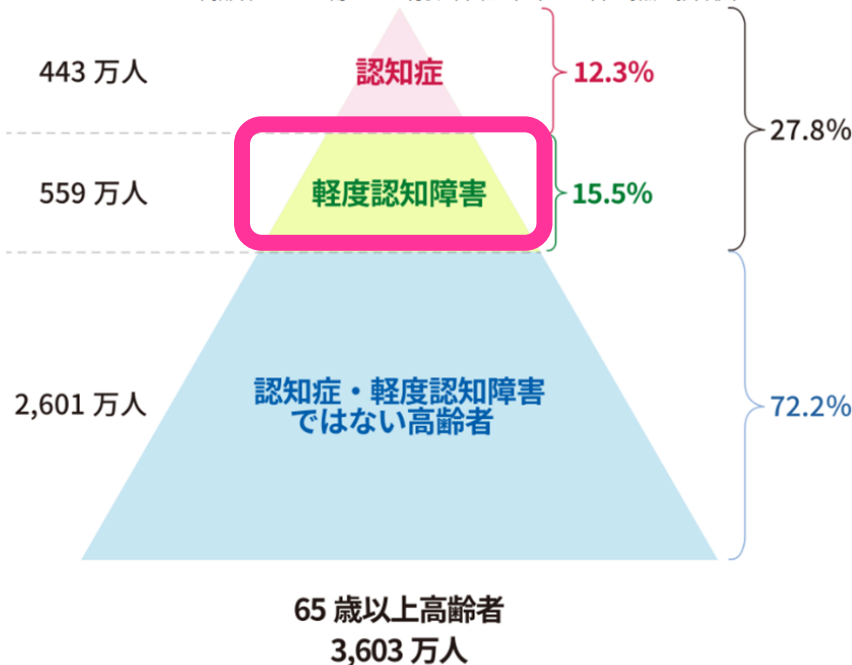 443 万人
認知症
12.3%
27.8%
559 万人
軽度認知障害
15.5%
2,601 万人
認知症・軽度認知障害
ではない高齢者
72.2%
65 歳以上高齢者
3,603 万人